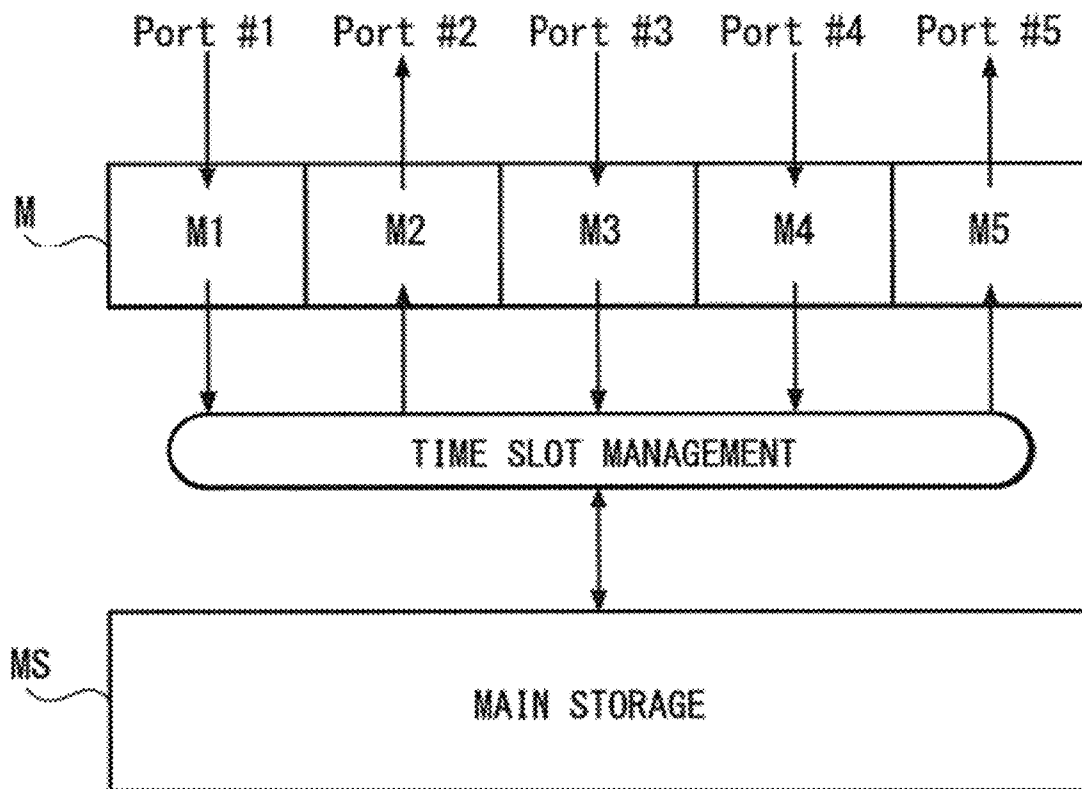 Port #1 Port #2 Port #3 Port #4 Port #5
M M1 M2 M3 M4 M5
TIME SLOT MANAGEMENT
MS MAIN STORAGE